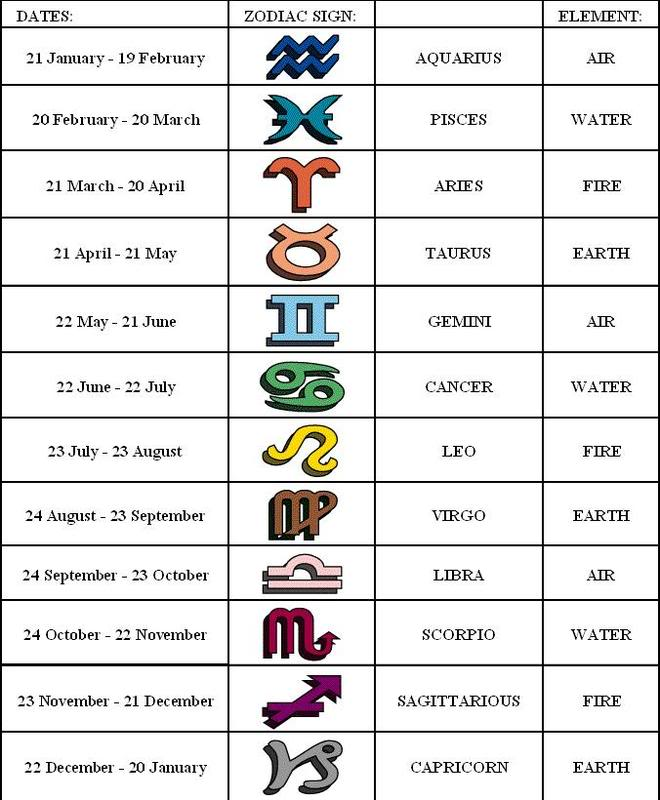 DATES: ZODIAC SIGN: ELEMENT:
21 January - 19 February AQUARIUS AIR
20 February - 20 March PISCES WATER
21 March - 20 April ARIES FIRE
21 April - 21 May TAURUS EARTH
22 May - 21 June GEMINI AIR
22 June - 22 July CANCER WATER
23 July - 23 August LEO FIRE
24 August - 23 September VIRGO EARTH
24 September - 23 October LIBRA AIR
24 October - 22 November SCORPIO WATER
23 November - 21 December SAGITTARIOUS FIRE
22 December - 20 January CAPRICORN EARTH